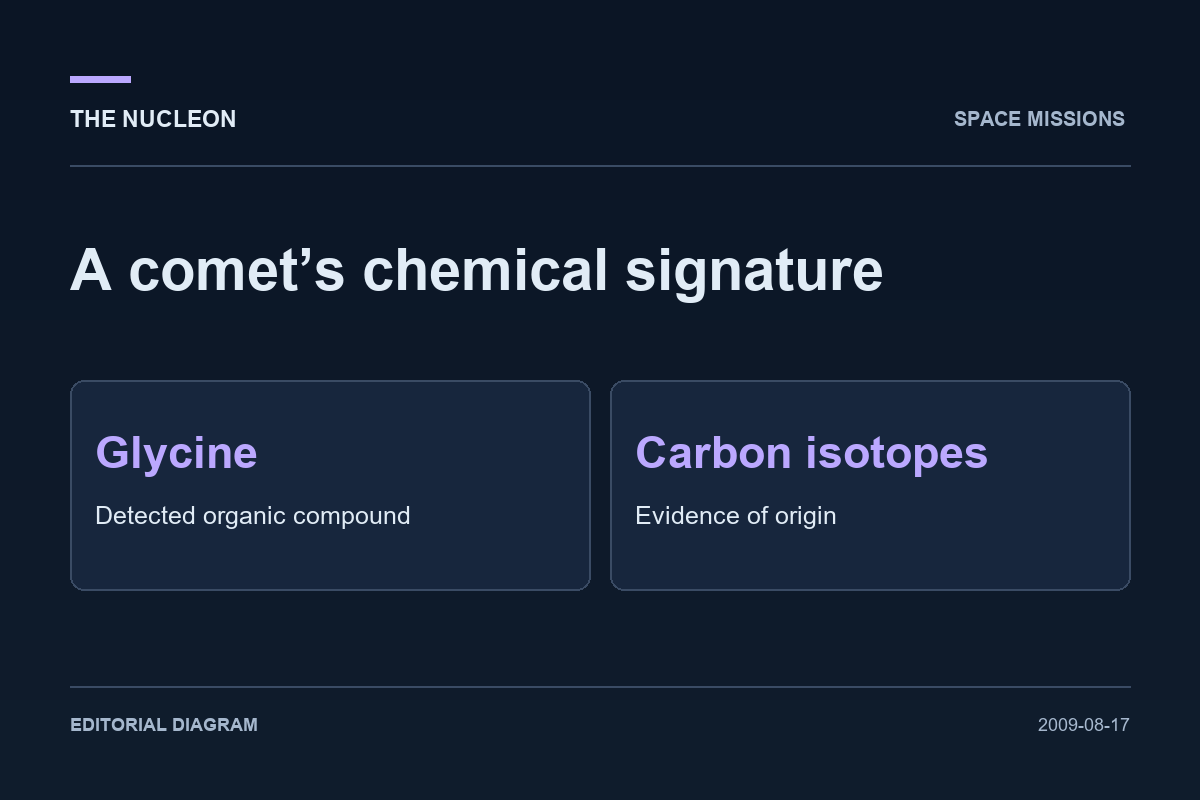 THE NUCLEON
SPACE MISSIONS
A comet’s chemical signature
Glycine
Detected organic compound
Carbon isotopes
Evidence of origin
EDITORIAL DIAGRAM
2009-08-17